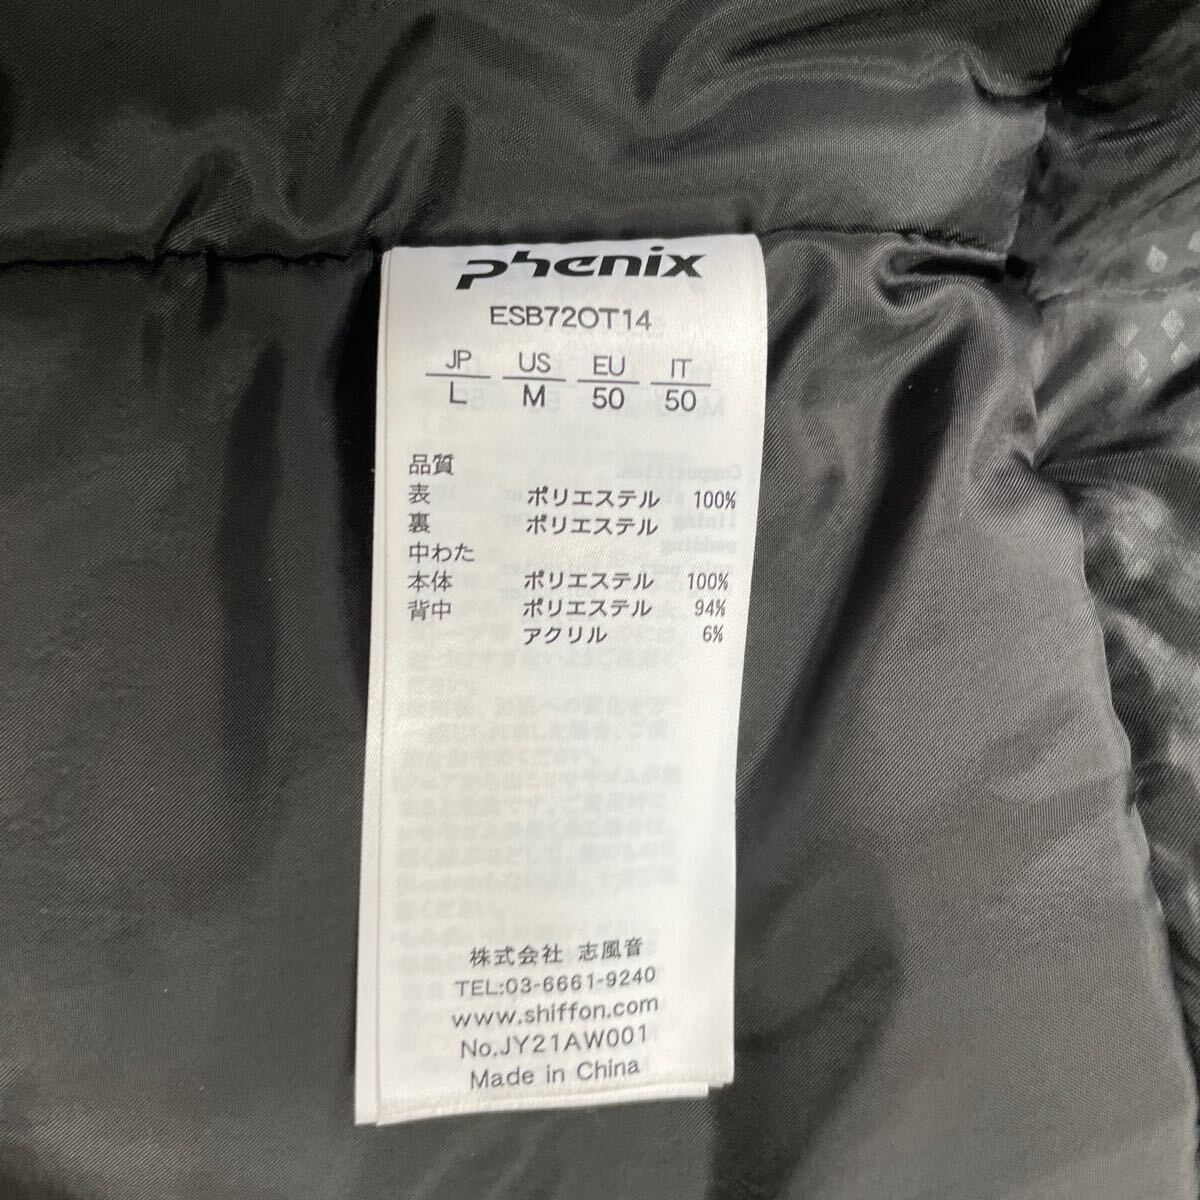 phenix
ESB72OT14
JP US EU IT
L M 50 50
品質
表 ポリエステル 100%
裏 ポリエステル
中わた
本体 ポリエステル 100%
背中 ポリエステル 94%
アクリル 6%
株式会社 志風音
TEL:03-6661-9240
www.shiffon.com
No.JY21AW001
Made in China